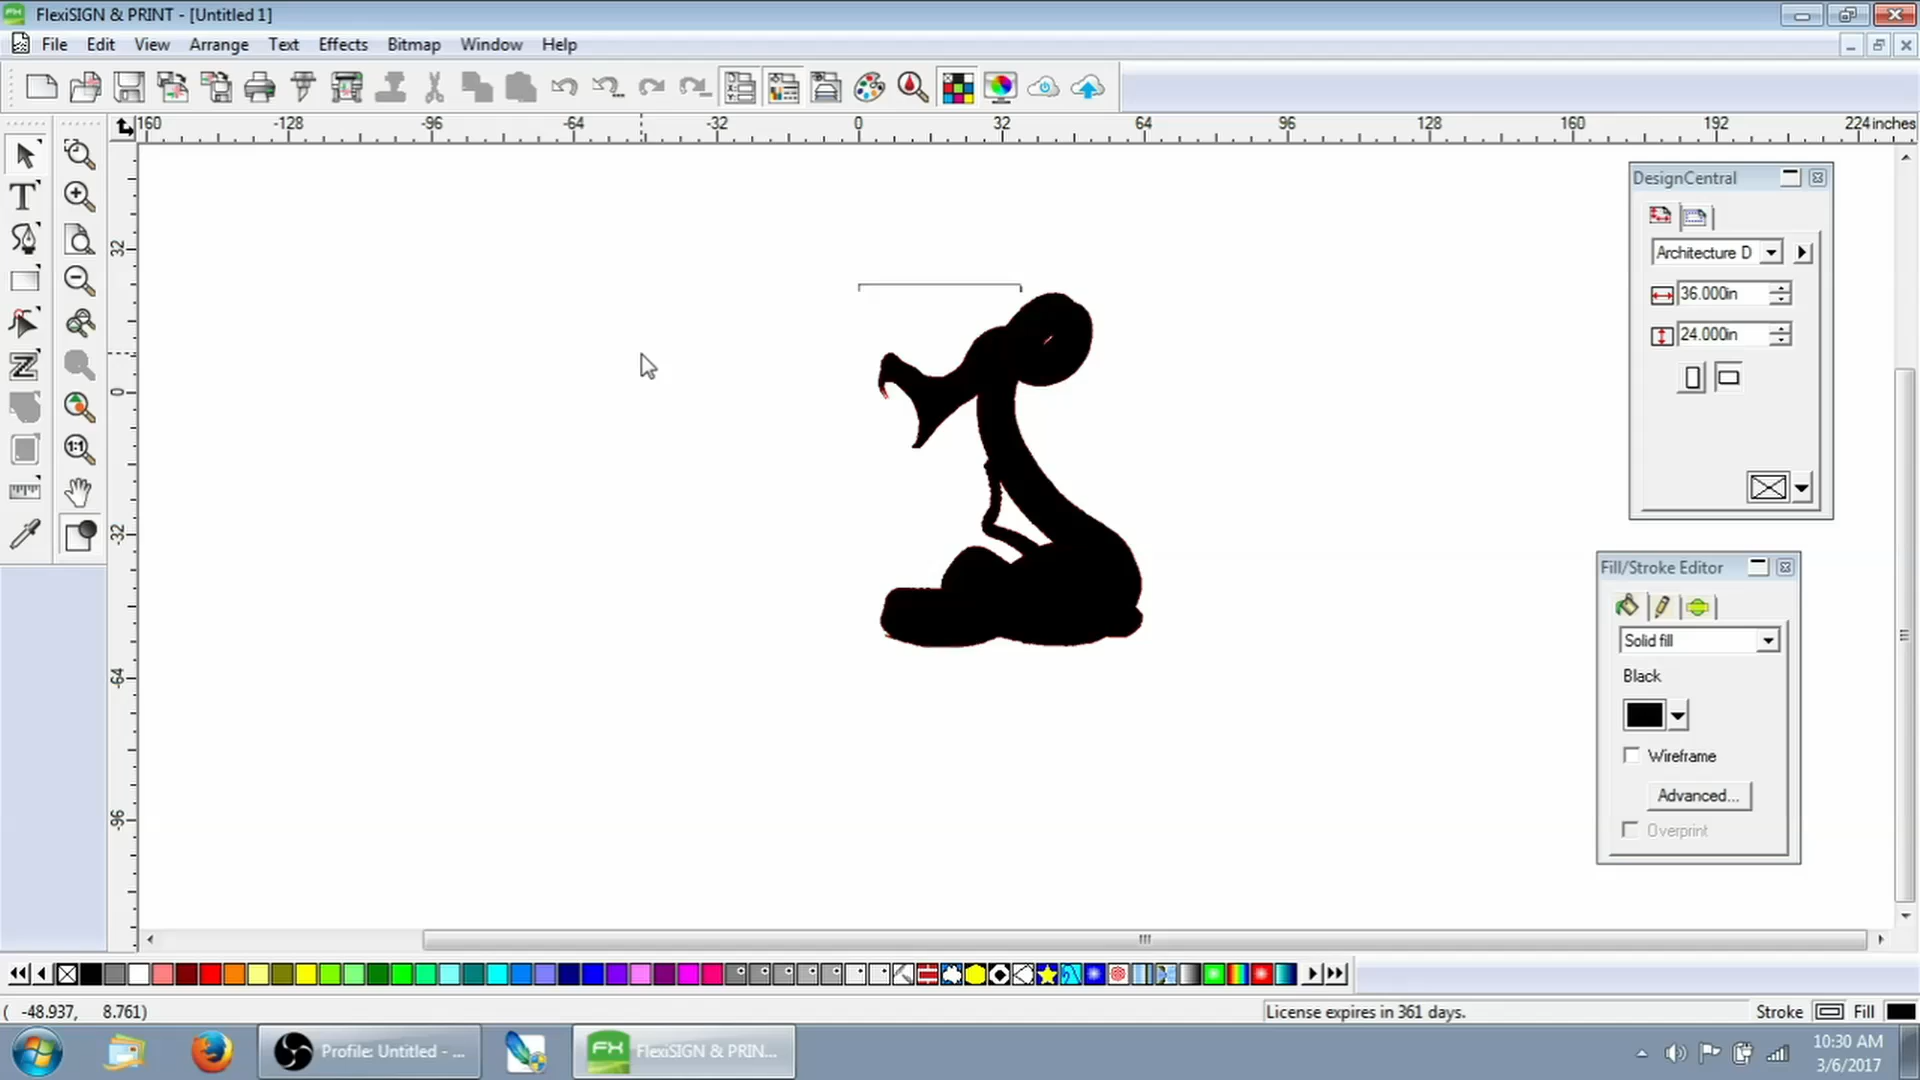 FlexiSIGN & PRINT - [Untitled 1]
File Edit View Arrange Text Effects Bitmap Window Help
160 -128 -96 -64 -32 0 32 64 96 128 160 192 224 inches
32
0
-32
-64
-96
T
1:1
DesignCentral
Architecture D
36.000in
24.000in
Fill/Stroke Editor
Solid fill
Black
Wireframe
Advanced...
Overprint
( -48.937, 8.761)
License expires in 361 days.
Stroke Fill
Profile: Untitled - ...
FX FlexiSIGN & PRIN...
10:30 AM
3/6/2017